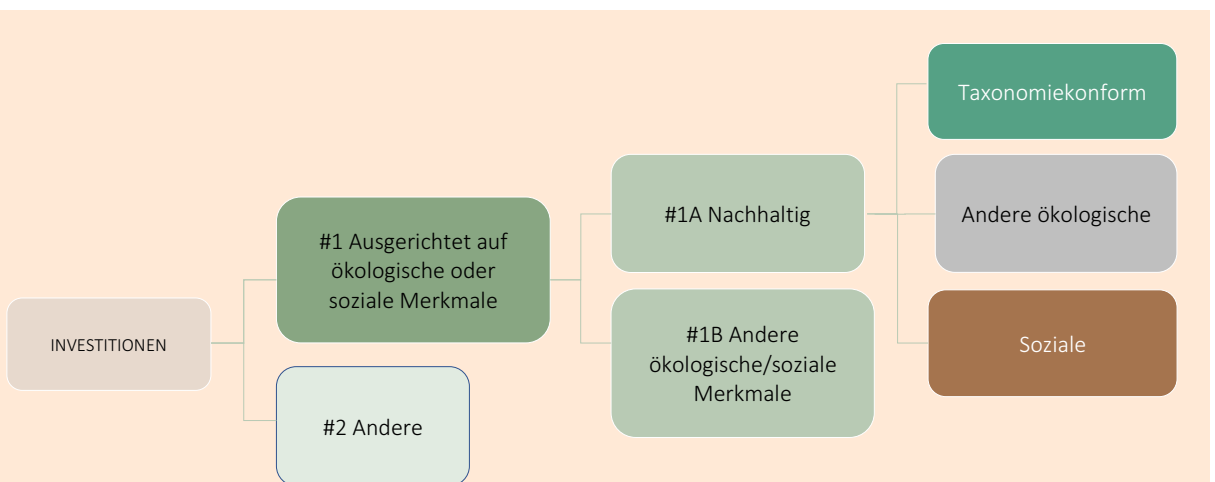 INVESTITIONEN
#1 Ausgerichtet auf
ökologische oder
soziale Merkmale
#2 Andere
#1A Nachhaltig
#1B Andere
ökologische/soziale
Merkmale
Taxonomiekonform
Andere ökologische
Soziale